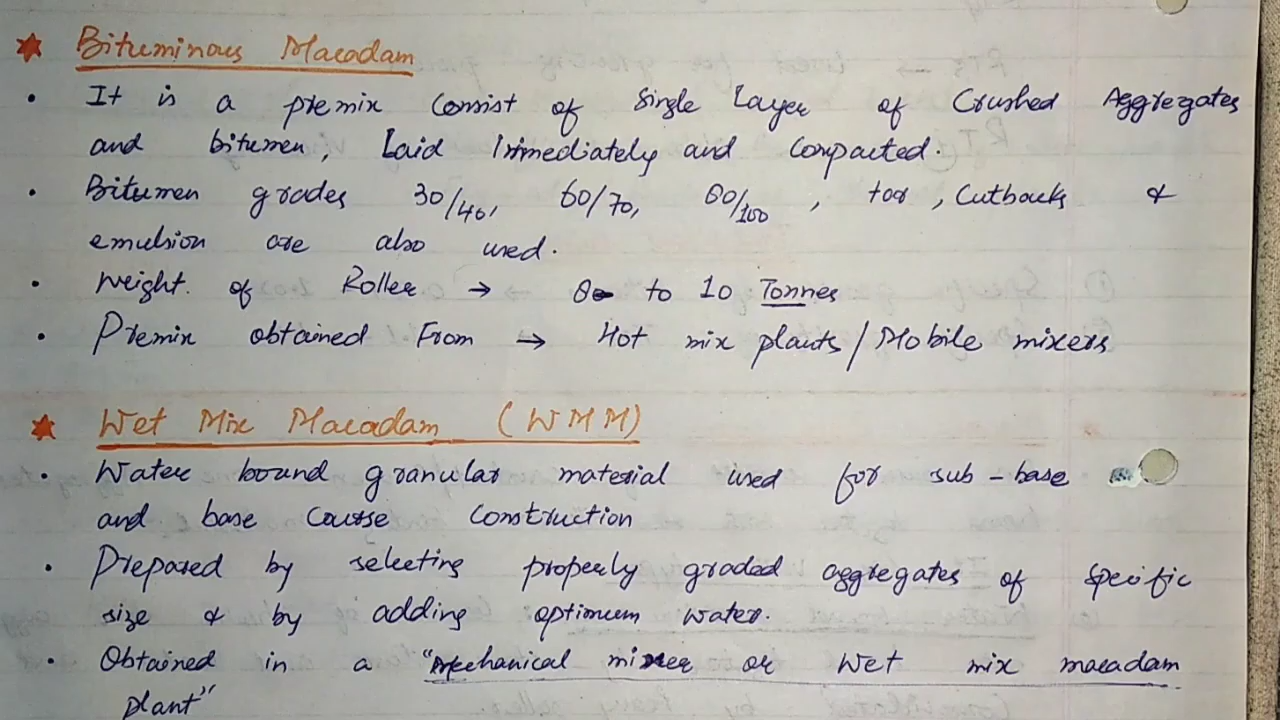 ★ Bituminous Macadam
• It is a premix Consist of Single Layer of Crushed Aggregates
and bitumen, Laid Immediately and Compacted.
• Bitumen grades 30/40, 60/70, 80/100, tar, Cutbacks &
emulsion are also used.
• Weight. of Roller → 8 to 10 Tonnes
• Premix obtained From → Hot mix plants/Mobile mixers
★ Wet Mix Macadam (WMM)
• Water bound granular material used for sub-base
and base Course Construction
• Prepared by selecting properly graded aggregates of Specific
size & by adding optimum Water.
• Obtained in a "mechanical mixer or Wet mix macadam
plant"